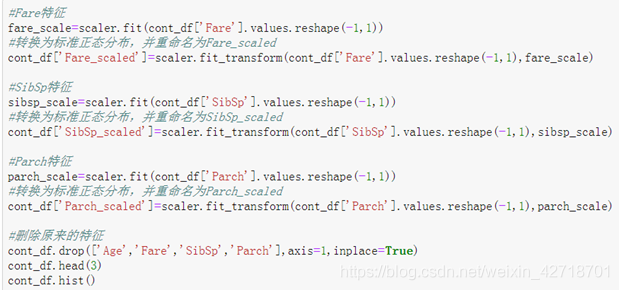 #Fare特征
fare_scale=scaler.fit(cont_df['Fare'].values.reshape(-1,1))
#转换为标准正态分布，并重命名为Fare_scaled
cont_df['Fare_scaled']=scaler.fit_transform(cont_df['Fare'].values.reshape(-1,1),fare_scale)
#SibSp特征
sibsp_scale=scaler.fit(cont_df['SibSp'].values.reshape(-1,1))
#转换为标准正态分布，并重命名为SibSp_scaled
cont_df['SibSp_scaled']=scaler.fit_transform(cont_df['SibSp'].values.reshape(-1,1),sibsp_scale)
#Parch特征
parch_scale=scaler.fit(cont_df['Parch'].values.reshape(-1,1))
#转换为标准正态分布，并重命名为Parch_scaled
cont_df['Parch_scaled']=scaler.fit_transform(cont_df['Parch'].values.reshape(-1,1),parch_scale)
#删除原来的特征
cont_df.drop(['Age','Fare','SibSp','Parch'],axis=1,inplace=True)
cont_df.head(3)
cont_df.hist()
https://blog.csdn.net/weixin_42718701